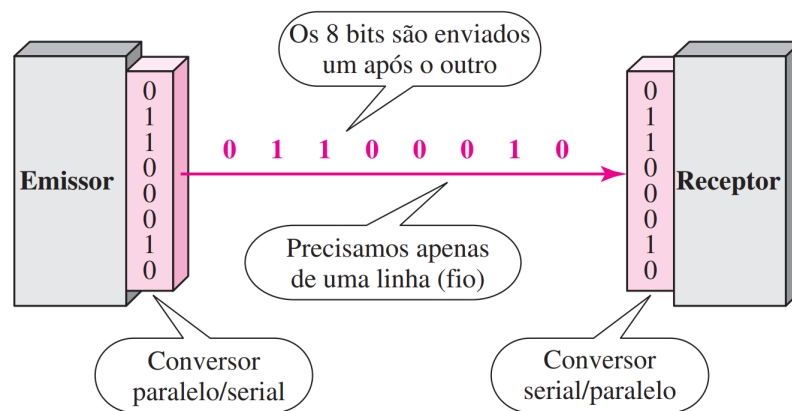 Os 8 bits são enviados
um após o outro
0 1 1 0 0 0 1 0
Emissor
0
1
1
0
0
0
1
0
Precisamos apenas
de uma linha (fio)
0
1
1
0
0
0
1
0
Receptor
Conversor
paralelo/serial
Conversor
serial/paralelo